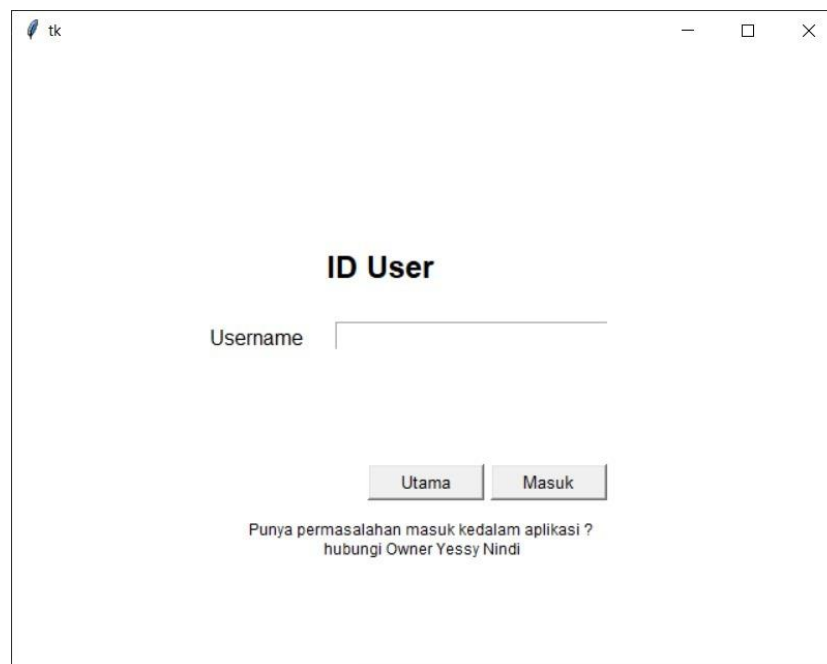 tk
ID User
Username
Utama Masuk
Punya permasalahan masuk kedalam aplikasi ?
hubungi Owner Yessy Nindi